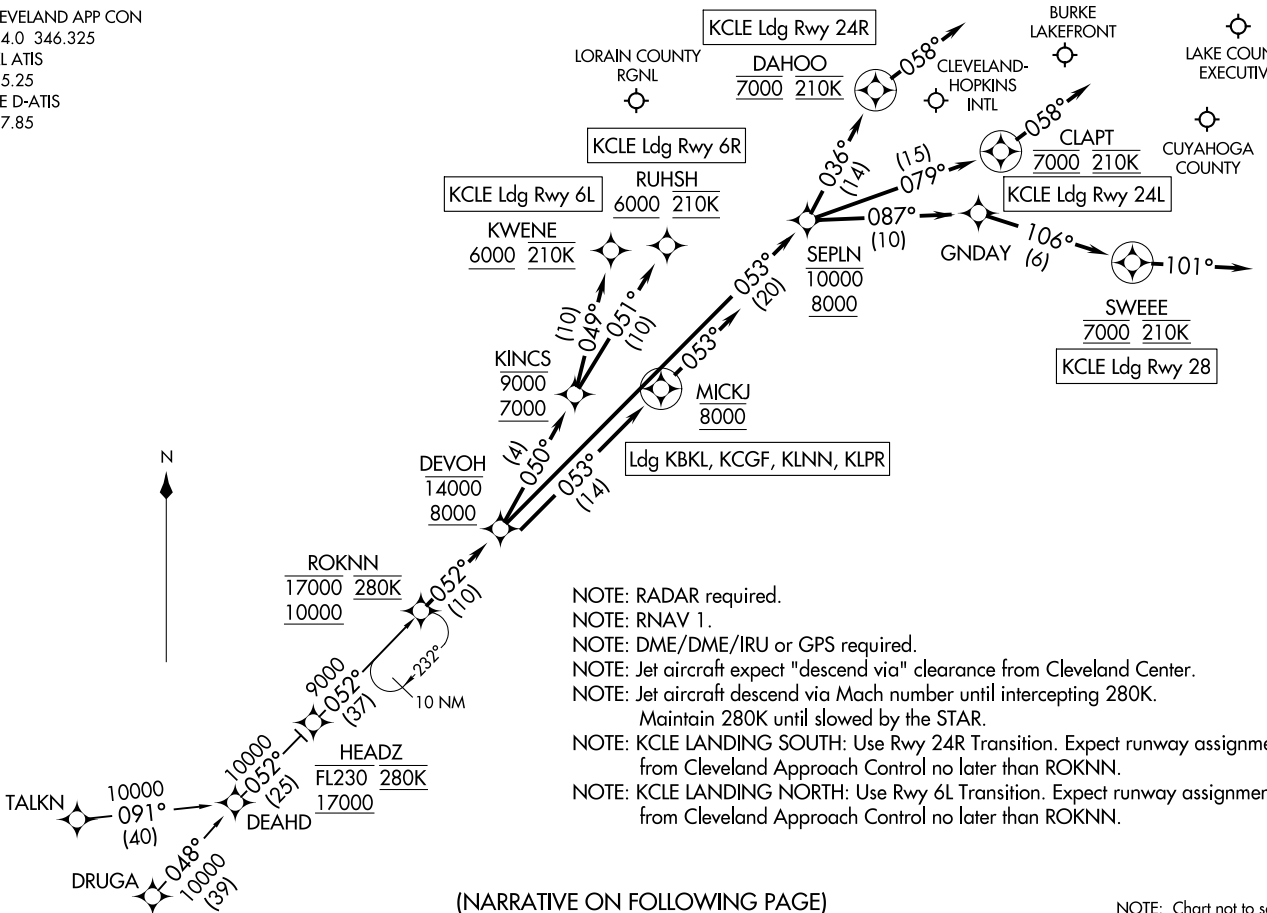 EVELAND APP CON
4.0 346.325
L ATIS
5.25
E D-ATIS
7.85
KCLE Ldg Rwy 24R
DAHOO
7000 210K
058°
LORAIN COUNTY
RGNL
CLEVELAND-
HOPKINS
INTL
BURKE
LAKEFRONT
LAKE COUN
EXECUTIV
CUYAHOGA
COUNTY
KCLE Ldg Rwy 6R
RUHSH
6000 210K
KCLE Ldg Rwy 6L
KWENE
6000 210K
036°
(14)
(15)
079°
058°
CLAPT
7000 210K
KCLE Ldg Rwy 24L
087°
(10)
GNDAY
106°
(6)
101°
SWEEE
7000 210K
KCLE Ldg Rwy 28
SEPLN
10000
8000
053°
(20)
053°
(10)
049°
051°
(10)
KINCS
9000
7000
MICKJ
8000
Ldg KBKL, KCGF, KLNN, KLPR
(4)
050°
053°
(14)
DEVOH
14000
8000
N
ROKNN
17000 280K
10000
052°
(10)
232°
10 NM
9000
052°
(37)
HEADZ
FL230 280K
17000
10000
052°
(25)
DEAHD
TALKN
10000
091°
(40)
DRUGA
048°
10000
(39)
NOTE: RADAR required.
NOTE: RNAV 1.
NOTE: DME/DME/IRU or GPS required.
NOTE: Jet aircraft expect "descend via" clearance from Cleveland Center.
NOTE: Jet aircraft descend via Mach number until intercepting 280K.
Maintain 280K until slowed by the STAR.
NOTE: KCLE LANDING SOUTH: Use Rwy 24R Transition. Expect runway assignme
from Cleveland Approach Control no later than ROKNN.
NOTE: KCLE LANDING NORTH: Use Rwy 6L Transition. Expect runway assignmen
from Cleveland Approach Control no later than ROKNN.
(NARRATIVE ON FOLLOWING PAGE)
NOTE: Chart not to sc